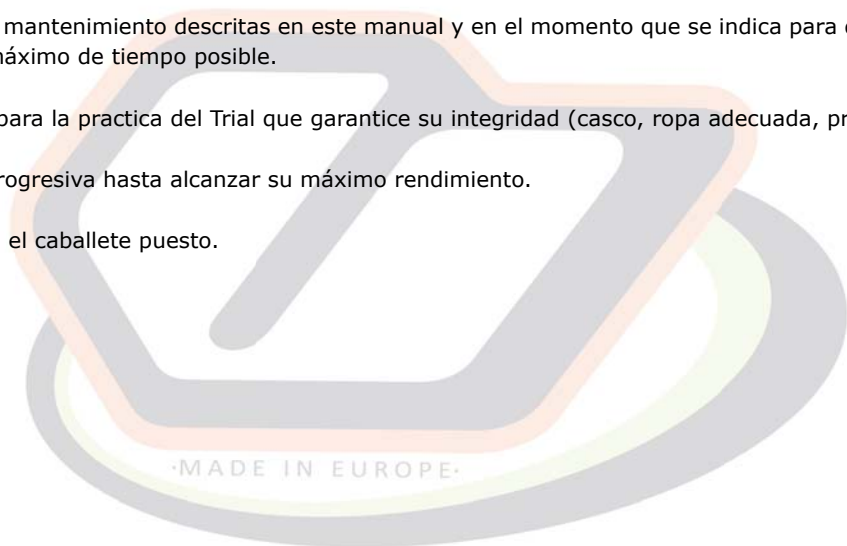 mantenimiento descritas en este manual y en el momento que se indica para
máximo de tiempo posible.
para la practica del Trial que garantice su integridad (casco, ropa adecuada,
rogresiva hasta alcanzar su máximo rendimiento.
el caballete puesto.
·MADE IN EUROPE·